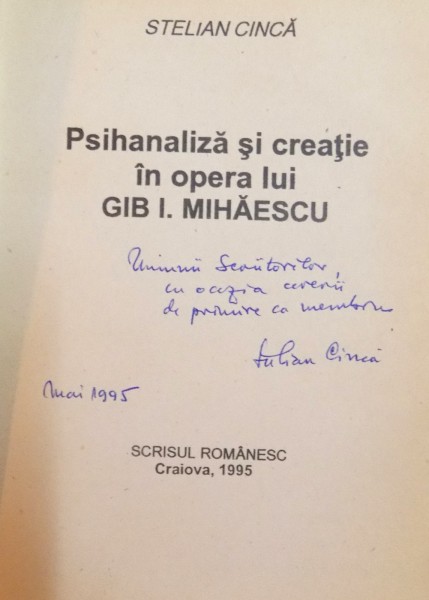 STELIAN CINCĂ
Psihanaliză şi creaţie
în opera lui
GIB I. MIHĂESCU
Uniunii Scriitorilor,
cu ocazia cererii
de primire ca membru
Stelian Cincă
Mai 1995
SCRISUL ROMÂNESC
Craiova, 1995